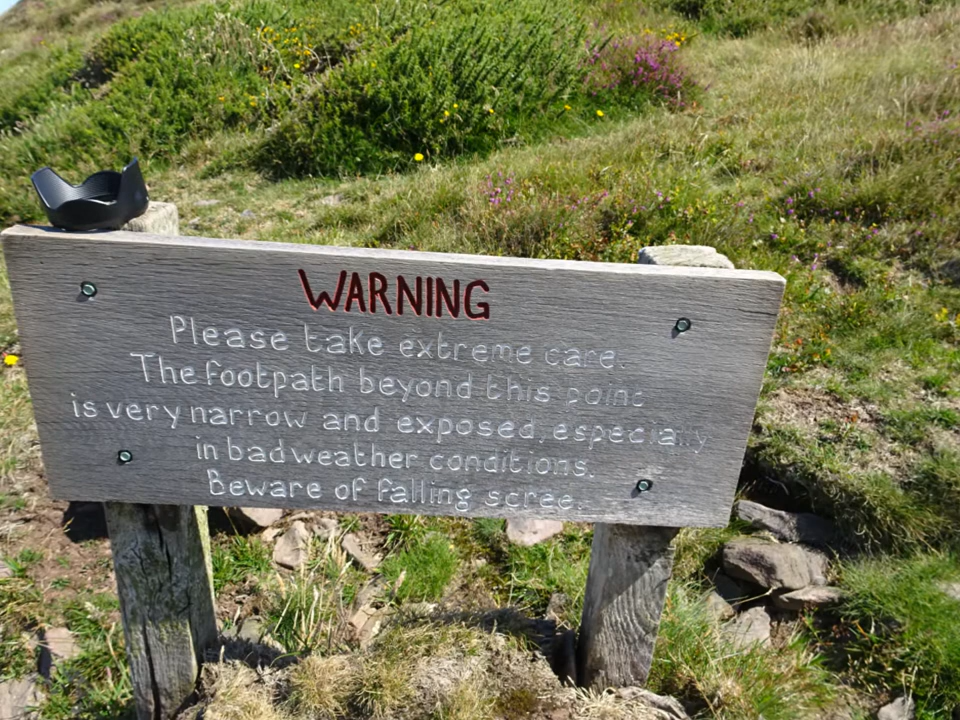 WARNING
Please take extreme care.
The footpath beyond this point
is very narrow and exposed, especially
in bad weather conditions.
Beware of falling scree.